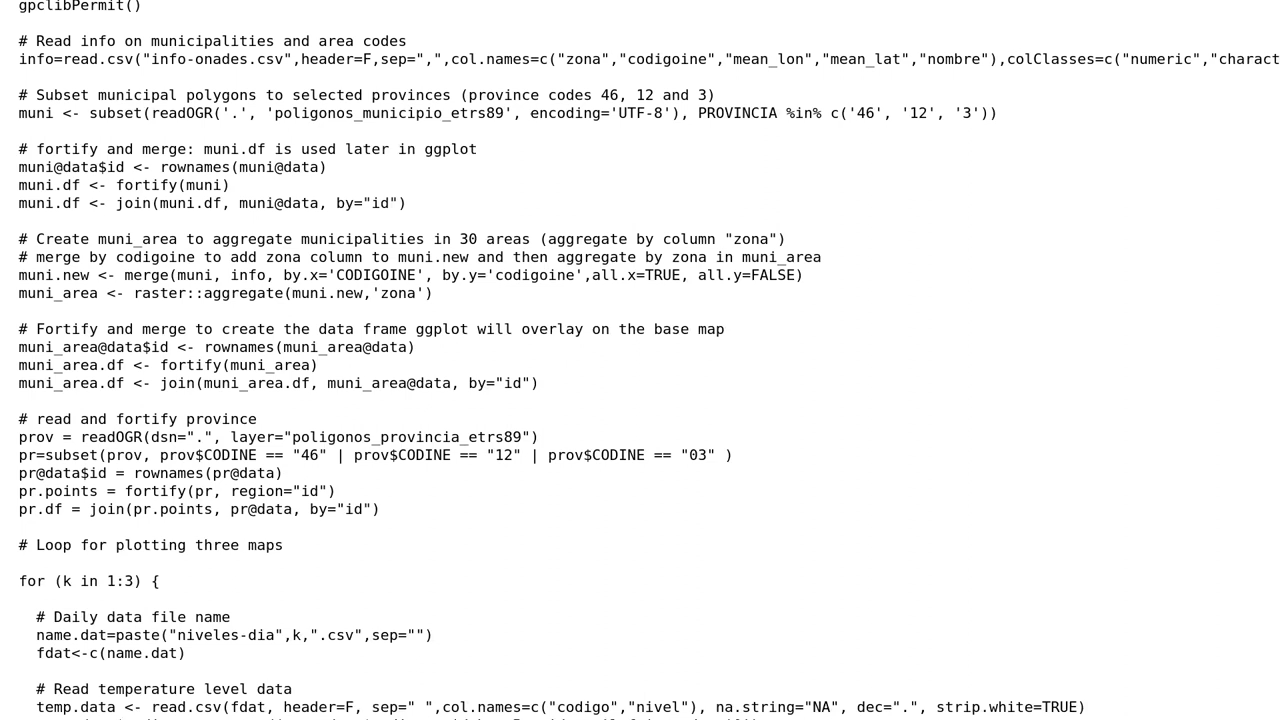 gpclibPermit()
# Read info on municipalities and area codes
info=read.csv("info-onades.csv",header=F,sep=",",col.names=c("zona","codigoine","mean_lon","mean_lat","nombre"),colClasses=c("numeric","charact
# Subset municipal polygons to selected provinces (province codes 46, 12 and 3)
muni <- subset(readOGR('.', 'poligonos_municipio_etrs89', encoding='UTF-8'), PROVINCIA %in% c('46', '12', '3'))
# fortify and merge: muni.df is used later in ggplot
muni@data$id <- rownames(muni@data)
muni.df <- fortify(muni)
muni.df <- join(muni.df, muni@data, by="id")
# Create muni_area to aggregate municipalities in 30 areas (aggregate by column "zona")
# merge by codigoine to add zona column to muni.new and then aggregate by zona in muni_area
muni.new <- merge(muni, info, by.x='CODIGOINE', by.y='codigoine',all.x=TRUE, all.y=FALSE)
muni_area <- raster::aggregate(muni.new,'zona')
# Fortify and merge to create the data frame ggplot will overlay on the base map
muni_area@data$id <- rownames(muni_area@data)
muni_area.df <- fortify(muni_area)
muni_area.df <- join(muni_area.df, muni_area@data, by="id")
# read and fortify province
prov = readOGR(dsn=".", layer="poligonos_provincia_etrs89")
pr=subset(prov, prov$CODINE == "46" | prov$CODINE == "12" | prov$CODINE == "03" )
pr@data$id = rownames(pr@data)
pr.points = fortify(pr, region="id")
pr.df = join(pr.points, pr@data, by="id")
# Loop for plotting three maps
for (k in 1:3) {
# Daily data file name
name.dat=paste("niveles-dia",k,".csv",sep="")
fdat<-c(name.dat)
# Read temperature level data
temp.data <- read.csv(fdat, header=F, sep=" ",col.names=c("codigo","nivel"), na.string="NA", dec=".", strip.white=TRUE)